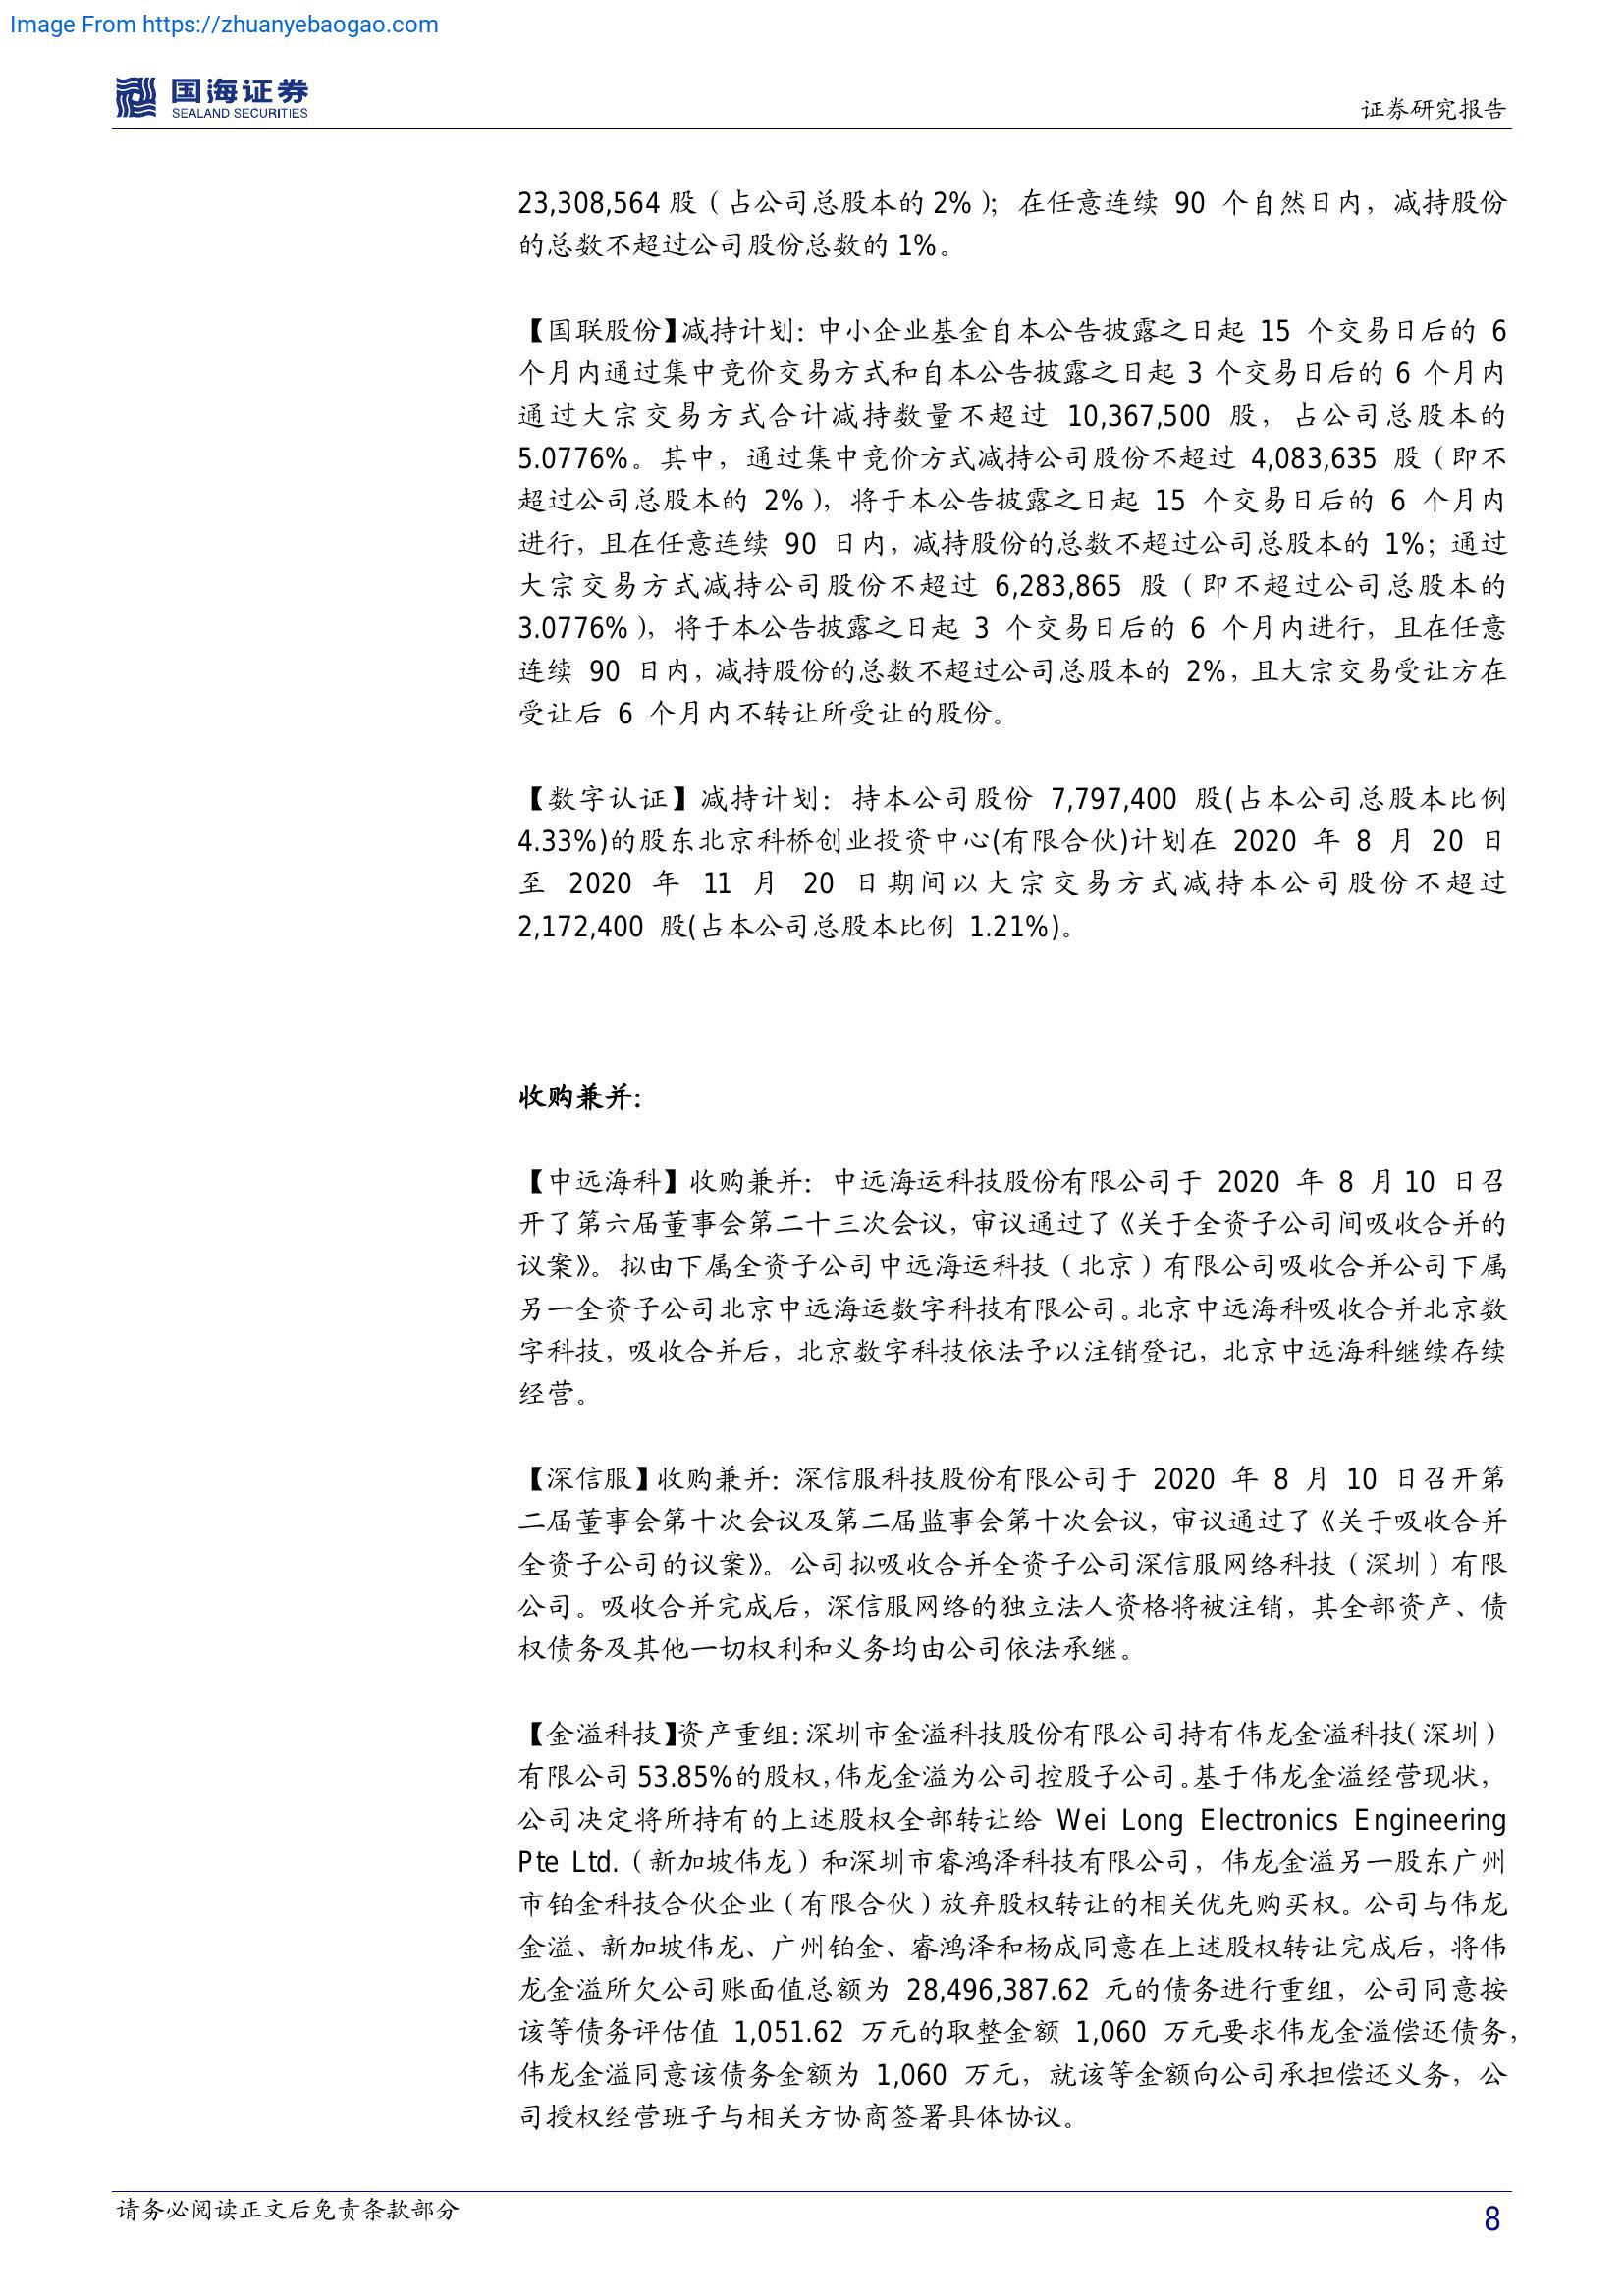 Image From https://zhuanyebaogao.com
国海证券
SEALAND SECURITIES
证券研究报告
23,308,564 股（占公司总股本的 2%）；在任意连续 90 个自然日内，减持股份
的总数不超过公司股份总数的 1%。
【国联股份】减持计划：中小企业基金自本公告披露之日起 15 个交易日后的 6
个月内通过集中竞价交易方式和自本公告披露之日起 3 个交易日后的 6 个月内
通过大宗交易方式合计减持数量不超过 10,367,500 股，占公司总股本的
5.0776%。其中，通过集中竞价方式减持公司股份不超过 4,083,635 股（即不
超过公司总股本的 2%），将于本公告披露之日起 15 个交易日后的 6 个月内
进行，且在任意连续 90 日内，减持股份的总数不超过公司总股本的 1%；通过
大宗交易方式减持公司股份不超过 6,283,865 股（即不超过公司总股本的
3.0776%），将于本公告披露之日起 3 个交易日后的 6 个月内进行，且在任意
连续 90 日内，减持股份的总数不超过公司总股本的 2%，且大宗交易受让方在
受让后 6 个月内不转让所受让的股份。
【数字认证】减持计划：持本公司股份 7,797,400 股(占本公司总股本比例
4.33%)的股东北京科桥创业投资中心(有限合伙)计划在 2020 年 8 月 20 日
至 2020 年 11 月 20 日期间以大宗交易方式减持本公司股份不超过
2,172,400 股(占本公司总股本比例 1.21%)。
收购兼并：
【中远海科】收购兼并：中远海运科技股份有限公司于 2020 年 8 月 10 日召
开了第六届董事会第二十三次会议，审议通过了《关于全资子公司间吸收合并的
议案》。拟由下属全资子公司中远海运科技（北京）有限公司吸收合并公司下属
另一全资子公司北京中远海运数字科技有限公司。北京中远海科吸收合并北京数
字科技，吸收合并后，北京数字科技依法予以注销登记，北京中远海科继续存续
经营。
【深信服】收购兼并：深信服科技股份有限公司于 2020 年 8 月 10 日召开第
二届董事会第十次会议及第二届监事会第十次会议，审议通过了《关于吸收合并
全资子公司的议案》。公司拟吸收合并全资子公司深信服网络科技（深圳）有限
公司。吸收合并完成后，深信服网络的独立法人资格将被注销，其全部资产、债
权债务及其他一切权利和义务均由公司依法承继。
【金溢科技】资产重组：深圳市金溢科技股份有限公司持有伟龙金溢科技（深圳）
有限公司 53.85%的股权，伟龙金溢为公司控股子公司。基于伟龙金溢经营现状，
公司决定将所持有的上述股权全部转让给 Wei Long Electronics Engineering
Pte Ltd.（新加坡伟龙）和深圳市睿鸿泽科技有限公司，伟龙金溢另一股东广州
市铂金科技合伙企业（有限合伙）放弃股权转让的相关优先购买权。公司与伟龙
金溢、新加坡伟龙、广州铂金、睿鸿泽和杨成同意在上述股权转让完成后，将伟
龙金溢所欠公司账面值总额为 28,496,387.62 元的债务进行重组，公司同意按
该等债务评估值 1,051.62 万元的取整金额 1,060 万元要求伟龙金溢偿还债务，
伟龙金溢同意该债务金额为 1,060 万元，就该等金额向公司承担偿还义务，公
司授权经营班子与相关方协商签署具体协议。
请务必阅读正文后免责条款部分
8